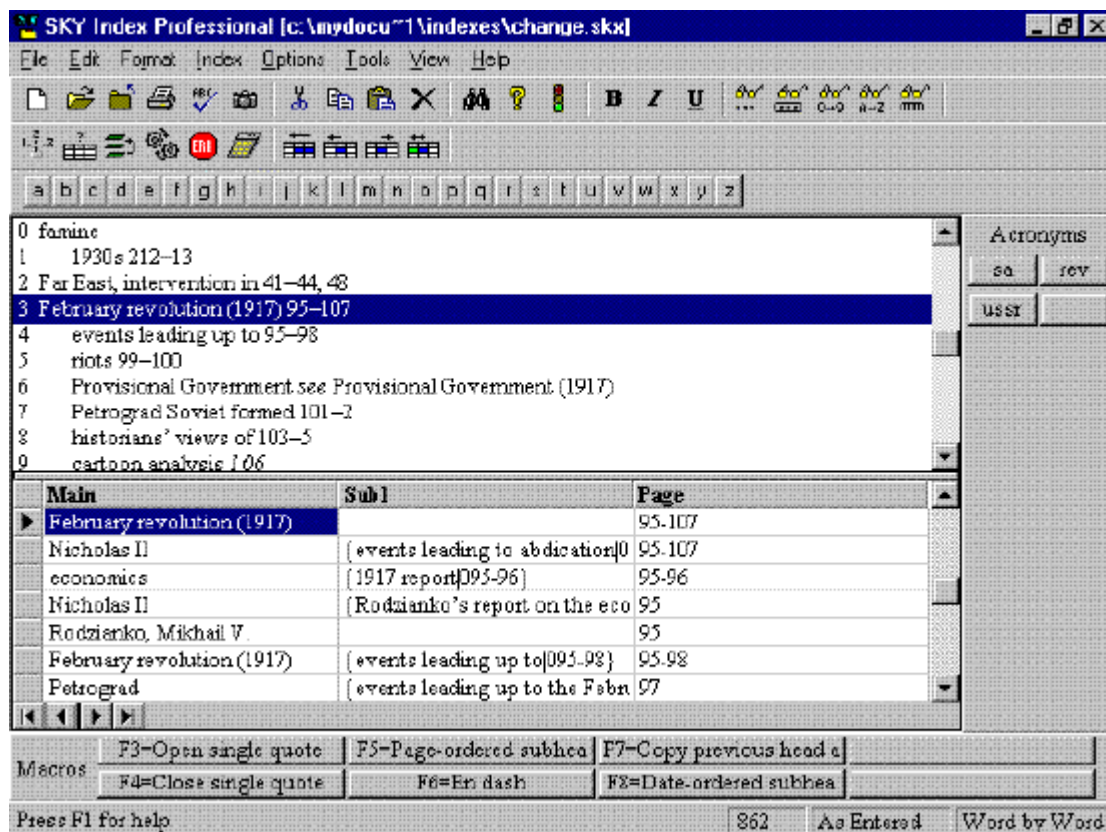 SKY Index Professional [c:\mydocu~1\indexes\change.skx]
File Edit Format Index Options Tools View Help
ABC
B I U
END
a b c d e f g h i j k l m n o p q r s t u v w x y z
0 famine
1 1930s 212–13
2 Far East, intervention in 41–44, 48
3 February revolution (1917) 95–107
4 events leading up to 95–98
5 riots 99–100
6 Provisional Government see Provisional Government (1917)
7 Petrograd Soviet formed 101–2
8 historians' views of 103–5
9 cartoon analysis 106
Acronyms
sa rev
ussr
Main Sub1 Page
February revolution (1917) 95-107
Nicholas II {events leading to abdication|0 95-107
economics {1917 report|095-96} 95-96
Nicholas II {Rodzianko's report on the eco 95
Rodzianko, Mikhail V. 95
February revolution (1917) {events leading up to|095-98} 95-98
Petrograd {events leading up to the Febru 97
Macros
F3=Open single quote F5=Page-ordered subhea F7=Copy previous head a
F4=Close single quote F6=En dash F8=Date-ordered subhea
Press F1 for help 862 As Entered Word by Word